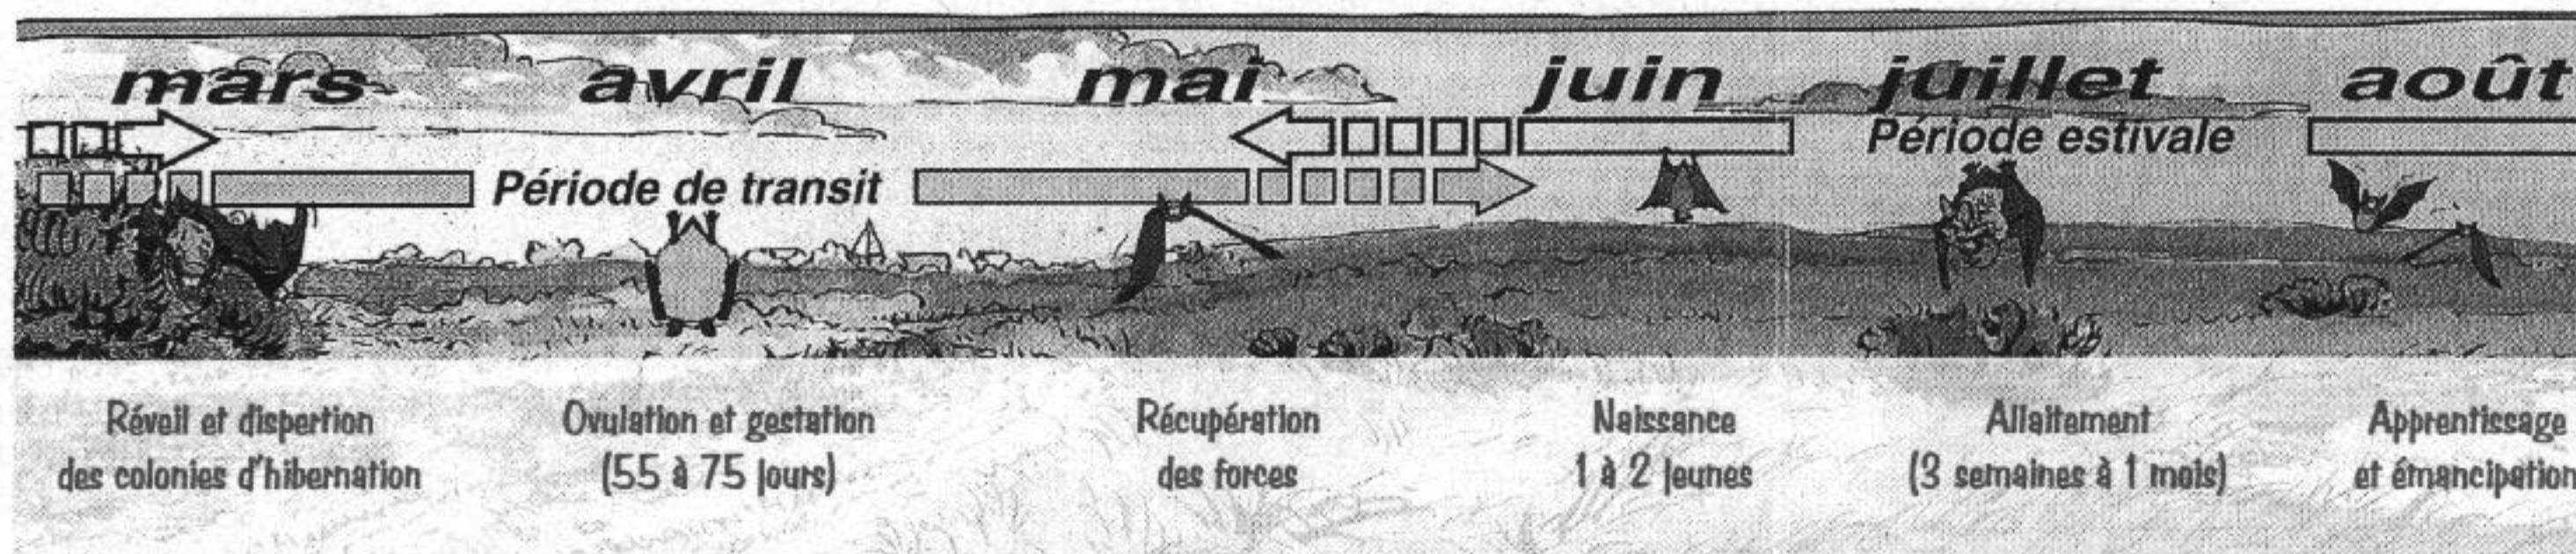 mars avril mai juin juillet août
Période estivale
Période de transit
Réveil et dispertion
des colonies d'hibernation
Ovulation et gestation
(55 à 75 jours)
Récupération
des forces
Naissance
1 à 2 jeunes
Allaitement
(3 semaines à 1 mois)
Apprentissage
et émancipation